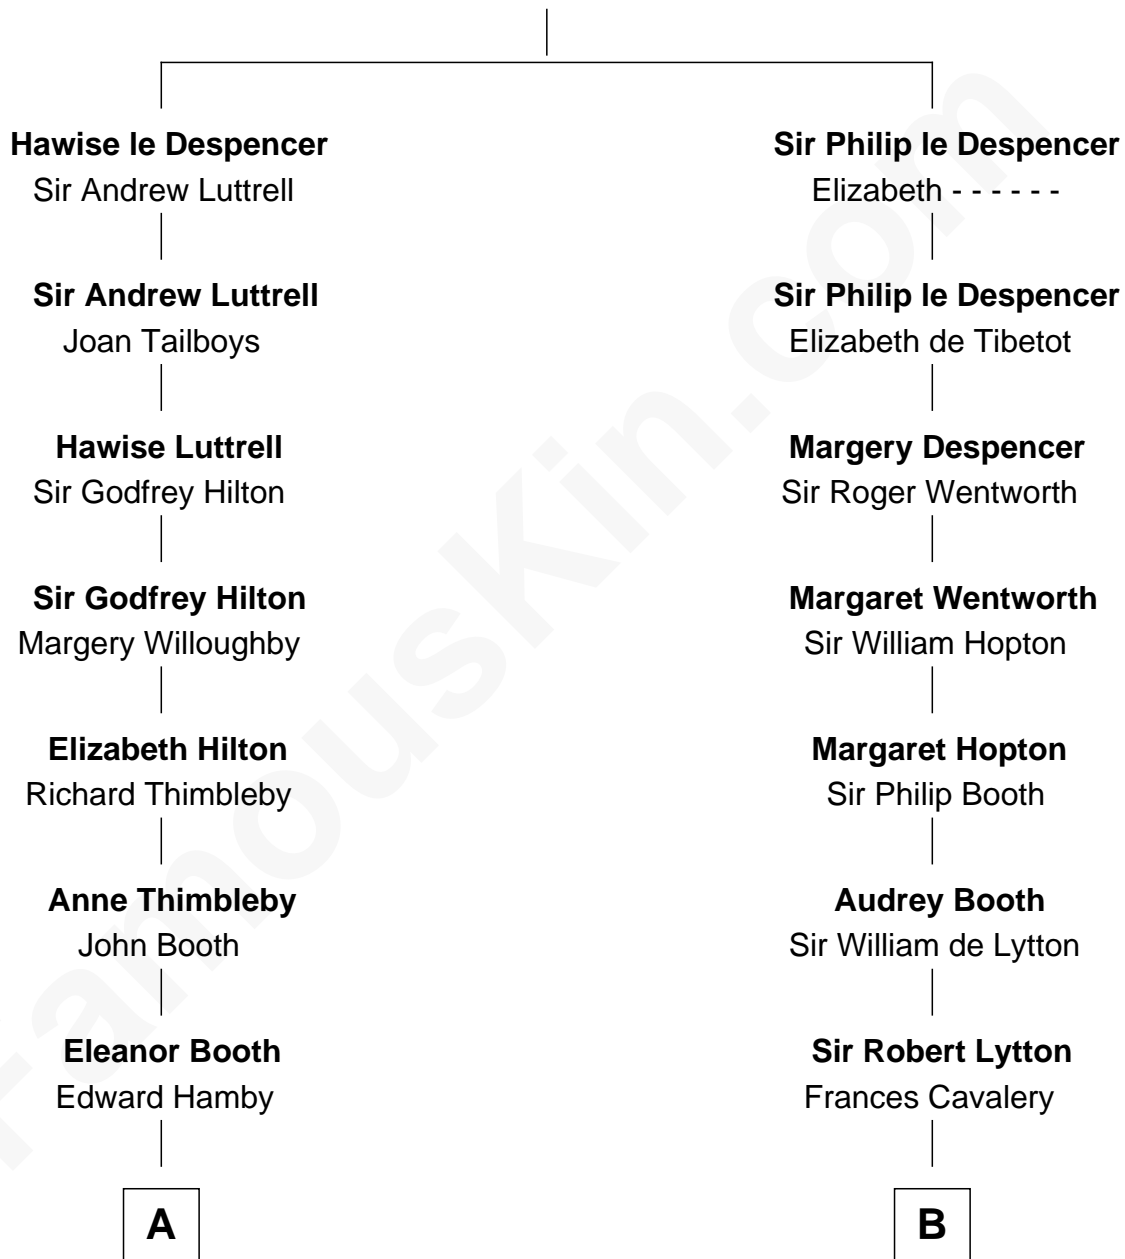 Hawise le Despencer
Sir Andrew Luttrell
Sir Philip le Despencer
Elizabeth - - - - - -
Sir Andrew Luttrell
Joan Tailboys
Sir Philip le Despencer
Elizabeth de Tibetot
Hawise Luttrell
Sir Godfrey Hilton
Margery Despencer
Sir Roger Wentworth
Sir Godfrey Hilton
Margery Willoughby
Margaret Wentworth
Sir William Hopton
Elizabeth Hilton
Richard Thimbleby
Margaret Hopton
Sir Philip Booth
Anne Thimbleby
John Booth
Audrey Booth
Sir William de Lytton
Eleanor Booth
Edward Hamby
Sir Robert Lytton
Frances Cavalery
A
B
FamousKin.com